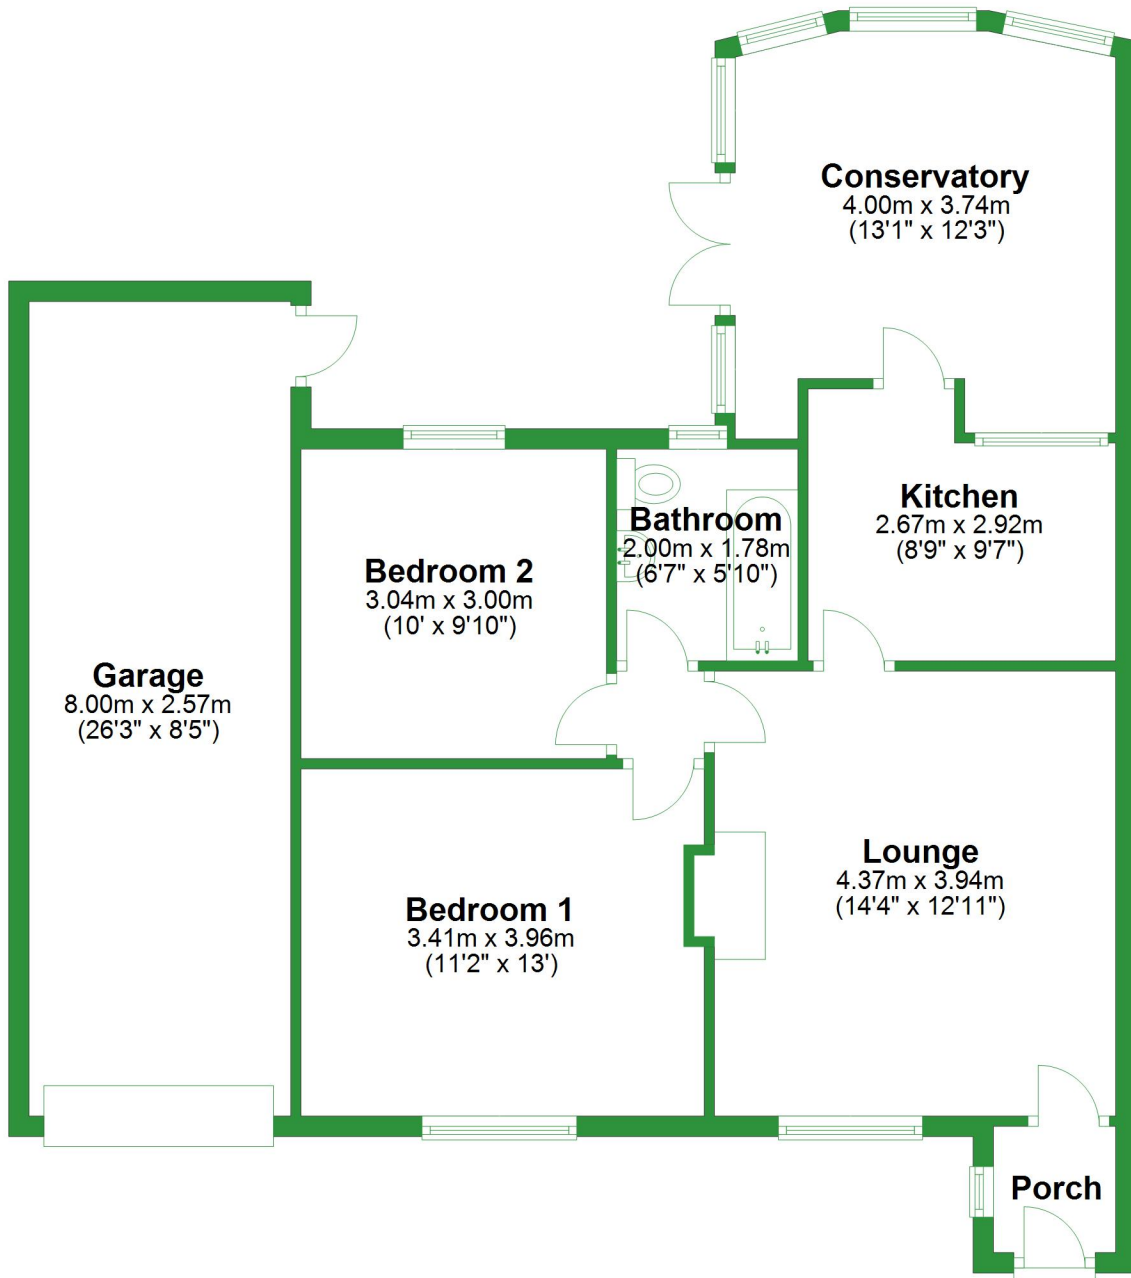 Conservatory
4.00m x 3.74m
(13'1" x 12'3")
Kitchen
2.67m x 2.92m
(8'9" x 9'7")
Bathroom
2.00m x 1.78m
(6'7" x 5'10")
Bedroom 2
3.04m x 3.00m
(10' x 9'10")
Garage
8.00m x 2.57m
(26'3" x 8'5")
Lounge
4.37m x 3.94m
(14'4" x 12'11")
Bedroom 1
3.41m x 3.96m
(11'2" x 13')
Porch